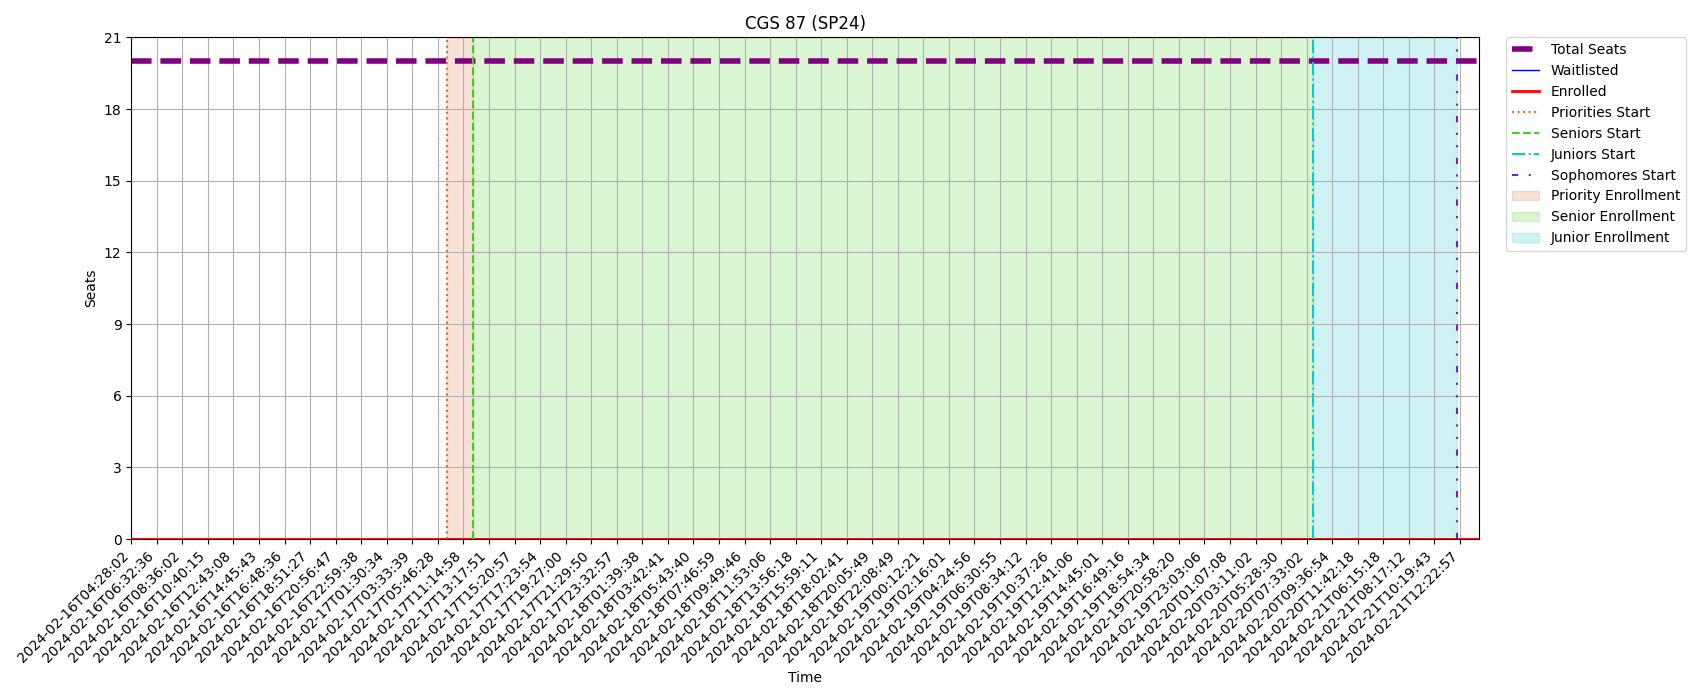 CGS 87 (SP24)
21
18
15
12
9
6
3
0
Seats
Total Seats
Waitlisted
Enrolled
Priorities Start
Seniors Start
Juniors Start
Sophomores Start
Priority Enrollment
Senior Enrollment
Junior Enrollment
2024-02-16T04:28:02
2024-02-16T06:32:36
2024-02-16T08:36:02
2024-02-16T10:40:15
2024-02-16T12:43:08
2024-02-16T14:45:43
2024-02-16T16:48:36
2024-02-16T18:51:27
2024-02-16T20:56:47
2024-02-16T22:59:38
2024-02-17T01:30:34
2024-02-17T03:33:39
2024-02-17T05:46:28
2024-02-17T11:14:58
2024-02-17T13:17:51
2024-02-17T15:20:57
2024-02-17T17:23:54
2024-02-17T19:27:00
2024-02-17T21:29:50
2024-02-17T23:32:57
2024-02-18T01:39:38
2024-02-18T03:42:41
2024-02-18T05:43:40
2024-02-18T07:46:59
2024-02-18T09:49:46
2024-02-18T11:53:06
2024-02-18T13:56:18
2024-02-18T15:59:11
2024-02-18T18:02:41
2024-02-18T20:05:49
2024-02-18T22:08:49
2024-02-19T00:12:21
2024-02-19T02:16:01
2024-02-19T04:24:56
2024-02-19T06:30:55
2024-02-19T08:34:12
2024-02-19T10:37:26
2024-02-19T12:41:06
2024-02-19T14:45:01
2024-02-19T16:49:16
2024-02-19T18:54:34
2024-02-19T20:58:20
2024-02-19T23:03:06
2024-02-20T01:07:08
2024-02-20T03:11:02
2024-02-20T05:28:30
2024-02-20T07:33:02
2024-02-20T09:36:54
2024-02-20T11:42:18
2024-02-21T06:15:18
2024-02-21T08:17:12
2024-02-21T10:19:43
2024-02-21T12:22:57
Time